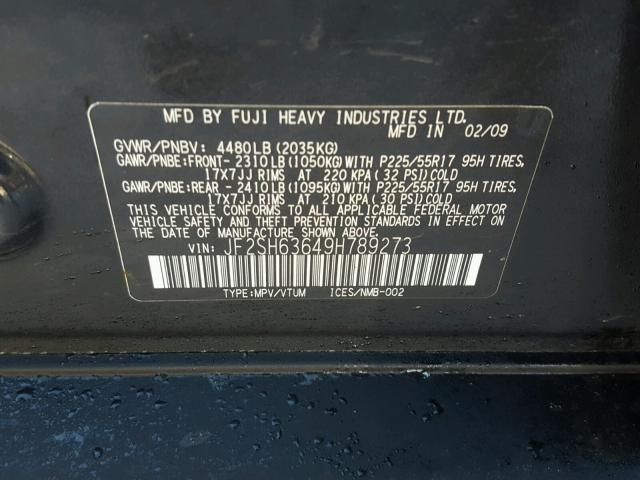 MFD BY FUJI HEAVY INDUSTRIES LTD.
MFD IN 02/09
GVWR/PNBV: 4480LB(2035KG)
GAWR/PNBE:FRONT- 2310LB(1050KG)WITH P225/55R17 95H TIRES,
17X7JJ RIMS AT 220 KPA(32 PSI)COLD
GAWR/PNBE:REAR - 2410LB(1095KG)WITH P225/55R17 95H TIRES,
17X7JJ RIMS AT 210 KPA(30 PSI)COLD
THIS VEHICLE CONFORMS TO ALL APPLICABLE FEDERAL MOTOR
VEHICLE SAFETY AND THEFT PREVENTION STANDARDS IN EFFECT ON
THE DATE OF MANUFACTURE SHOWN ABOVE.
VIN: JF2SH63649H789273
TYPE:MPV/VTUM ICES/NMB-002